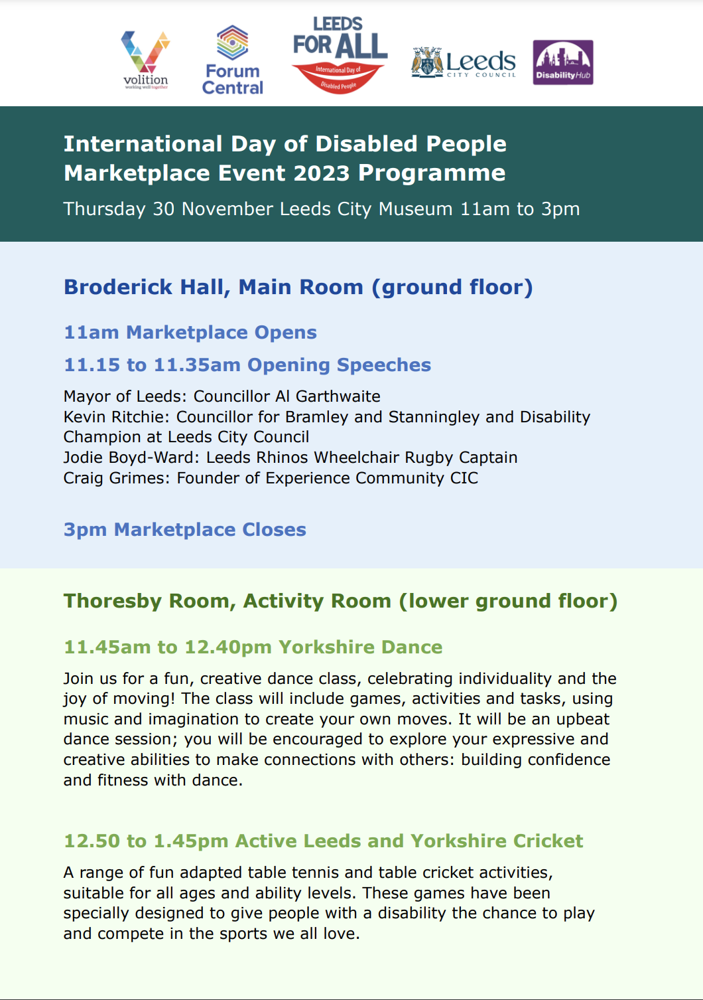 volition
working well together
Forum
Central
LEEDS
FOR ALL
International Day of
Disabled People
Leeds
CITY COUNCIL
DisabilityHub
International Day of Disabled People
Marketplace Event 2023 Programme
Thursday 30 November Leeds City Museum 11am to 3pm
Broderick Hall, Main Room (ground floor)
11am Marketplace Opens
11.15 to 11.35am Opening Speeches
Mayor of Leeds: Councillor Al Garthwaite
Kevin Ritchie: Councillor for Bramley and Stanningley and Disability
Champion at Leeds City Council
Jodie Boyd-Ward: Leeds Rhinos Wheelchair Rugby Captain
Craig Grimes: Founder of Experience Community CIC
3pm Marketplace Closes
Thoresby Room, Activity Room (lower ground floor)
11.45am to 12.40pm Yorkshire Dance
Join us for a fun, creative dance class, celebrating individuality and the
joy of moving! The class will include games, activities and tasks, using
music and imagination to create your own moves. It will be an upbeat
dance session; you will be encouraged to explore your expressive and
creative abilities to make connections with others: building confidence
and fitness with dance.
12.50 to 1.45pm Active Leeds and Yorkshire Cricket
A range of fun adapted table tennis and table cricket activities,
suitable for all ages and ability levels. These games have been
specially designed to give people with a disability the chance to play
and compete in the sports we all love.